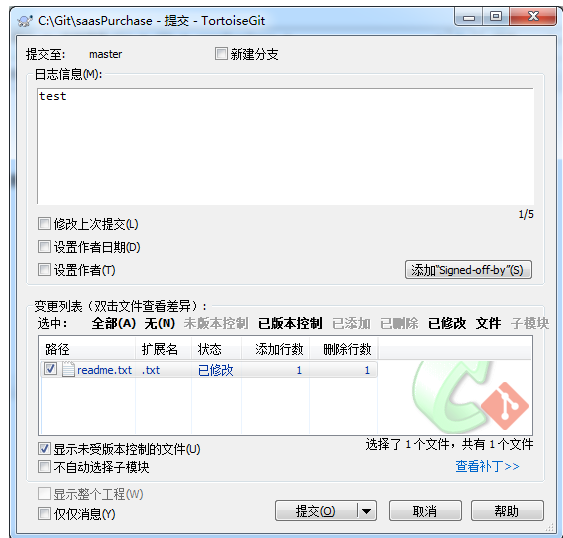 C:\Git\saasPurchase - 提交 - TortoiseGit
提交至: master 新建分支
日志信息(M):
test
1/5
修改上次提交(L)
设置作者日期(D)
设置作者(T) 添加"Signed-off-by"(S)
变更列表（双击文件查看差异）:
选中: 全部(A) 无(N) 未版本控制 已版本控制 已添加 已删除 已修改 文件 子模块
路径 扩展名 状态 添加行数 删除行数
readme.txt .txt 已修改 1 1
显示未受版本控制的文件(U) 选择了 1 个文件，共有 1 个文件
不自动选择子模块 查看补丁>>
显示整个工程(W)
仅仅消息(Y) 提交(O) 取消 帮助